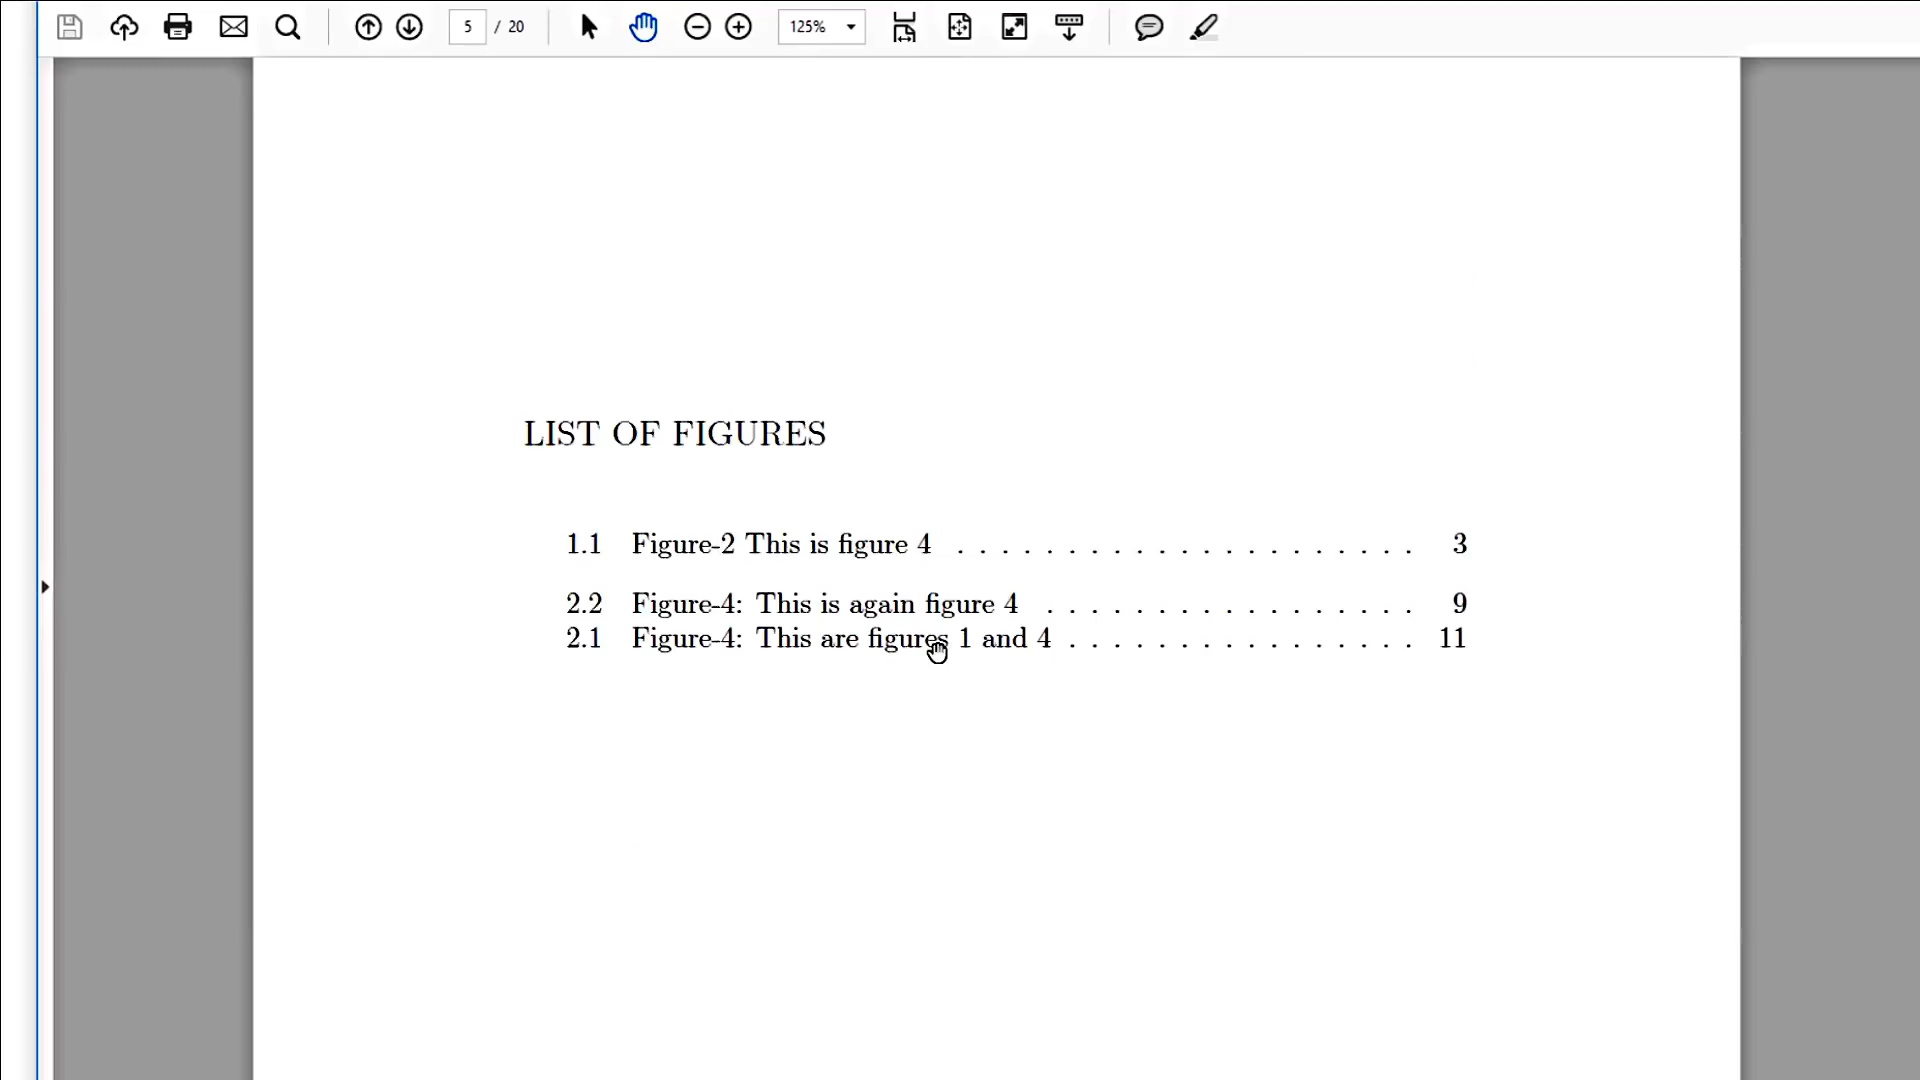 5 / 20 125%
LIST OF FIGURES
1.1 Figure-2 This is figure 4 . . . . . . . . . . . . . . . . . . . . . 3
2.2 Figure-4: This is again figure 4 . . . . . . . . . . . . . . . . . 9
2.1 Figure-4: This are figures 1 and 4 . . . . . . . . . . . . . . . . 11